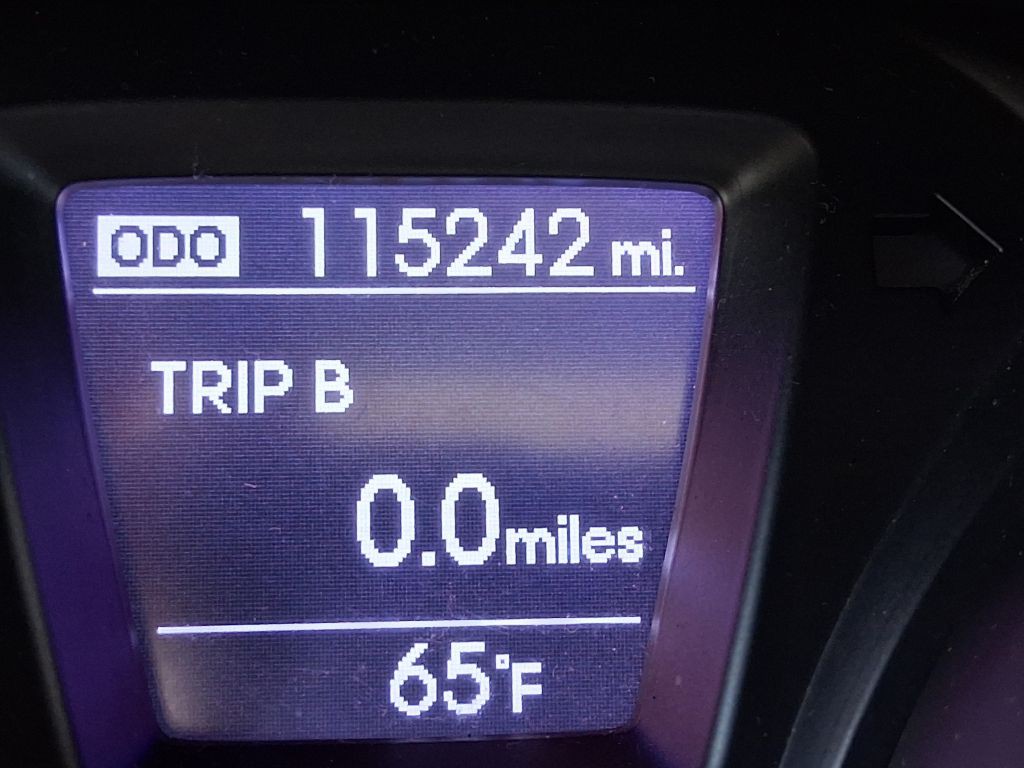 ODO 115242 mi.
TRIP B
0.0 miles
65°F